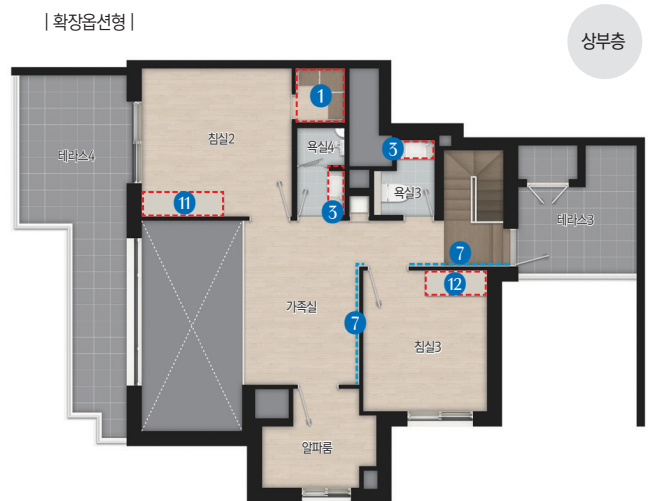 | 확장옵션형 |
상부층
1
침실2
욕실4
3
테라스4
욕실3
11
3
테라스3
7
12
가족실
7
침실3
알파룸